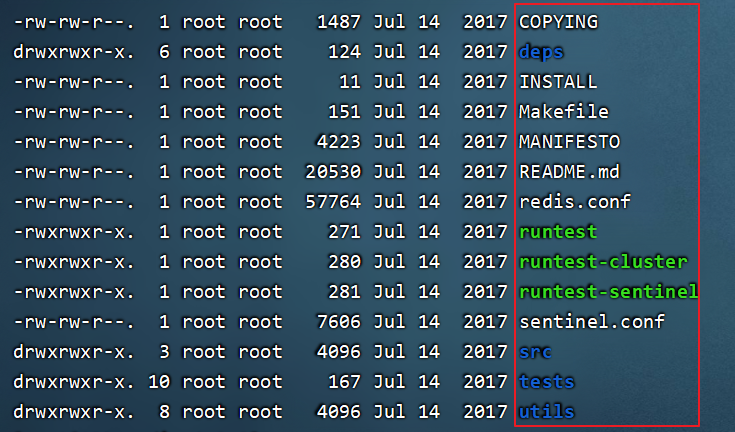 -rw-rw-r--. 1 root root 1487 Jul 14 2017 COPYING
drwxrwxr-x. 6 root root 124 Jul 14 2017 deps
-rw-rw-r--. 1 root root 11 Jul 14 2017 INSTALL
-rw-rw-r--. 1 root root 151 Jul 14 2017 Makefile
-rw-rw-r--. 1 root root 4223 Jul 14 2017 MANIFESTO
-rw-rw-r--. 1 root root 20530 Jul 14 2017 README.md
-rw-rw-r--. 1 root root 57764 Jul 14 2017 redis.conf
-rwxrwxr-x. 1 root root 271 Jul 14 2017 runtest
-rwxrwxr-x. 1 root root 280 Jul 14 2017 runtest-cluster
-rwxrwxr-x. 1 root root 281 Jul 14 2017 runtest-sentinel
-rw-rw-r--. 1 root root 7606 Jul 14 2017 sentinel.conf
drwxrwxr-x. 3 root root 4096 Jul 14 2017 src
drwxrwxr-x. 10 root root 167 Jul 14 2017 tests
drwxrwxr-x. 8 root root 4096 Jul 14 2017 utils